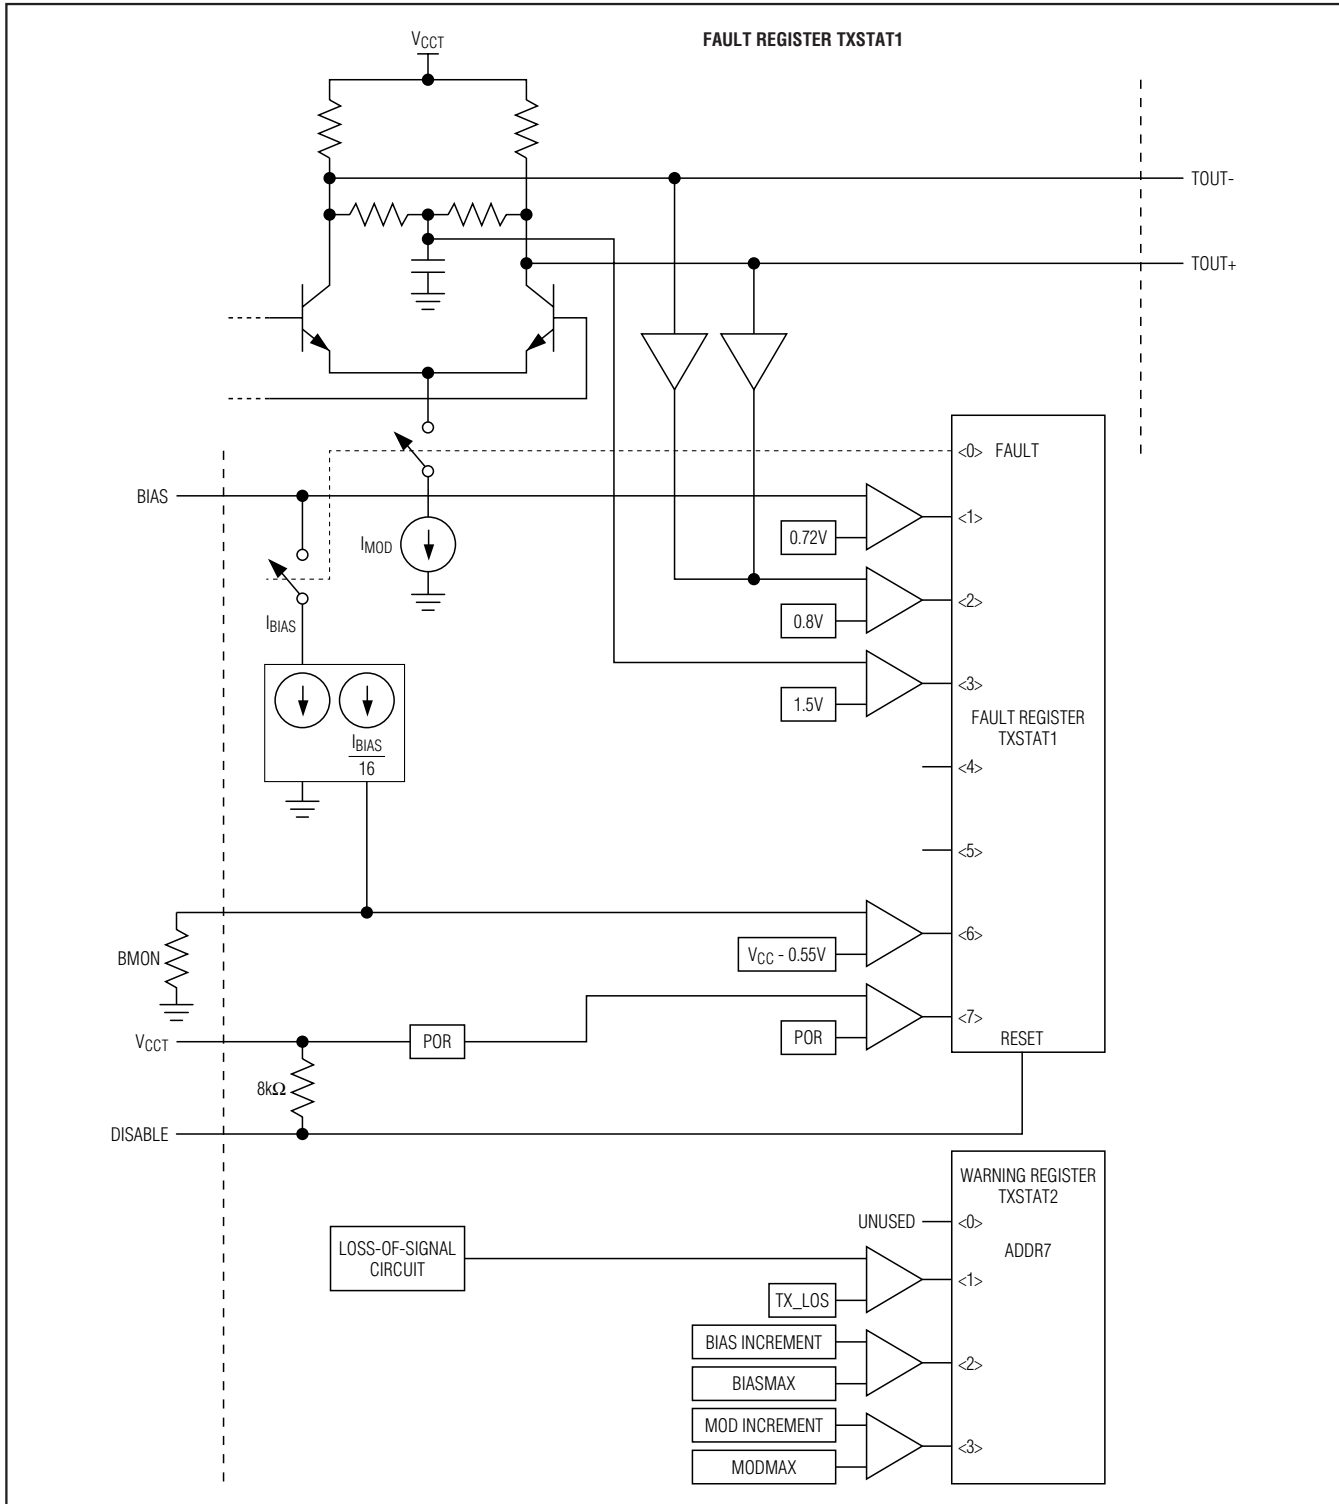 FAULT REGISTER TXSTAT1
VCCT
TOUT-
TOUT+
<0> FAULT
BIAS
<1>
0.72V
IMOD
<2>
0.8V
IBIAS
<3>
1.5V
FAULT REGISTER
TXSTAT1
IBIAS
16
<4>
<5>
<6>
BMON
VCC - 0.55V
<7>
VCCT
POR
POR
RESET
8kΩ
DISABLE
WARNING REGISTER
TXSTAT2
UNUSED
<0>
ADDR7
LOSS-OF-SIGNAL
CIRCUIT
<1>
TX_LOS
BIAS INCREMENT
<2>
BIASMAX
MOD INCREMENT
<3>
MODMAX